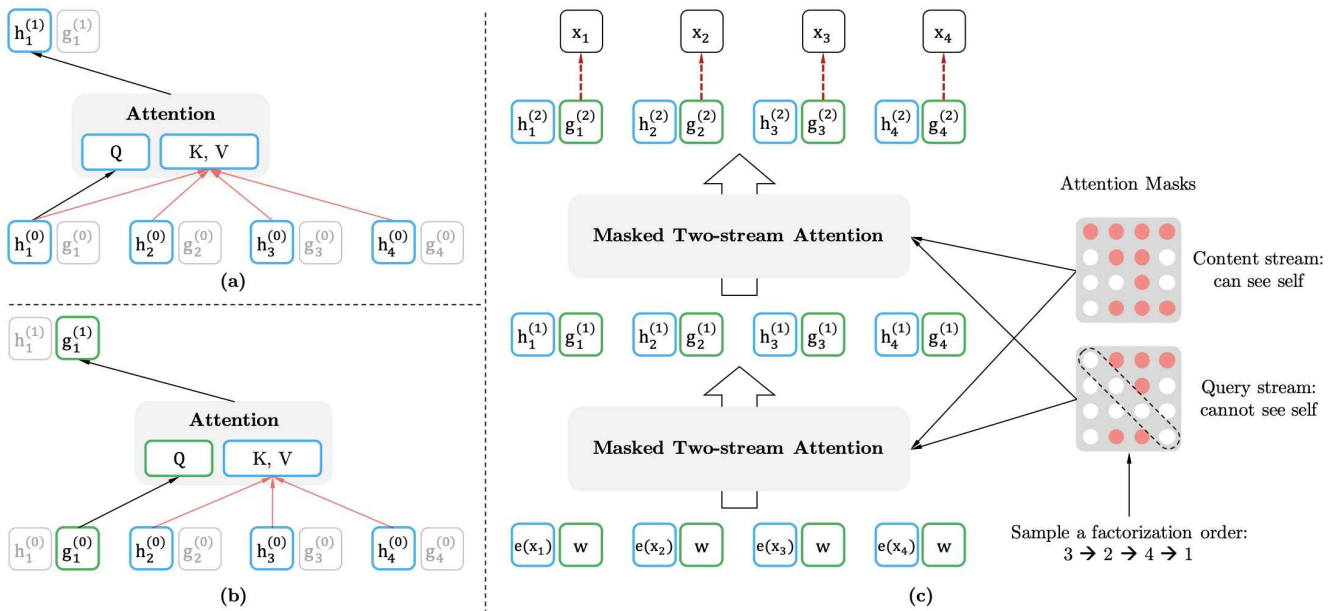 h₁⁽¹⁾ g₁⁽¹⁾
Attention
Q K, V
h₁⁽⁰⁾ g₁⁽⁰⁾ h₂⁽⁰⁾ g₂⁽⁰⁾ h₃⁽⁰⁾ g₃⁽⁰⁾ h₄⁽⁰⁾ g₄⁽⁰⁾
(a)
h₁⁽¹⁾ g₁⁽¹⁾
Attention
Q K, V
h₁⁽⁰⁾ g₁⁽⁰⁾ h₂⁽⁰⁾ g₂⁽⁰⁾ h₃⁽⁰⁾ g₃⁽⁰⁾ h₄⁽⁰⁾ g₄⁽⁰⁾
(b)
x₁ x₂ x₃ x₄
h₁⁽²⁾ g₁⁽²⁾ h₂⁽²⁾ g₂⁽²⁾ h₃⁽²⁾ g₃⁽²⁾ h₄⁽²⁾ g₄⁽²⁾
Masked Two-stream Attention
h₁⁽¹⁾ g₁⁽¹⁾ h₂⁽¹⁾ g₂⁽¹⁾ h₃⁽¹⁾ g₃⁽¹⁾ h₄⁽¹⁾ g₄⁽¹⁾
Masked Two-stream Attention
e(x₁) w e(x₂) w e(x₃) w e(x₄) w
Attention Masks
Content stream:
can see self
Query stream:
cannot see self
Sample a factorization order:
3 → 2 → 4 → 1
(c)